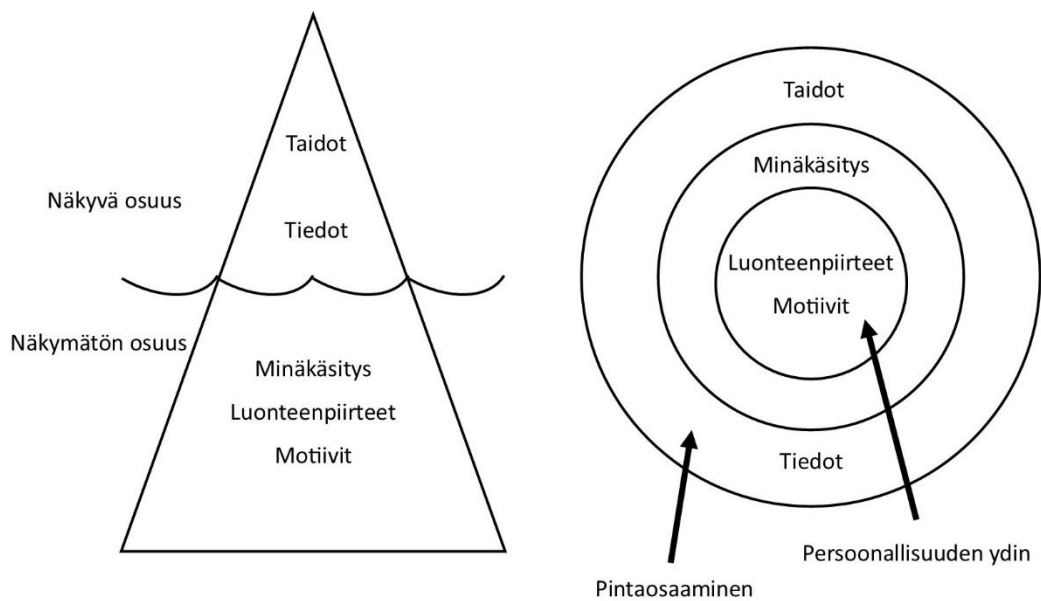 Taidot
Näkyvä osuus
Tiedot
Näkymätön osuus
Minäkäsitys
Luonteenpiirteet
Motiivit
Taidot
Minäkäsitys
Luonteenpiirteet
Motiivit
Tiedot
Persoonallisuuden ydin
Pintaosaaminen